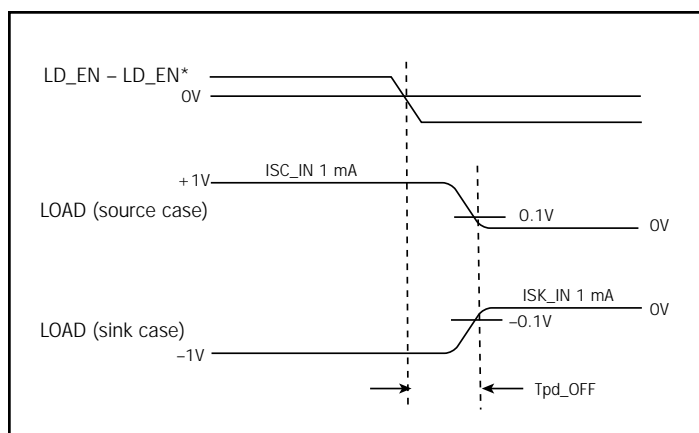 LD_EN – LD_EN*
0V
ISC_IN 1 mA
+1V
LOAD (source case)
0.1V
0V
ISK_IN 1 mA
0V
–0.1V
LOAD (sink case)
–1V
Tpd_OFF